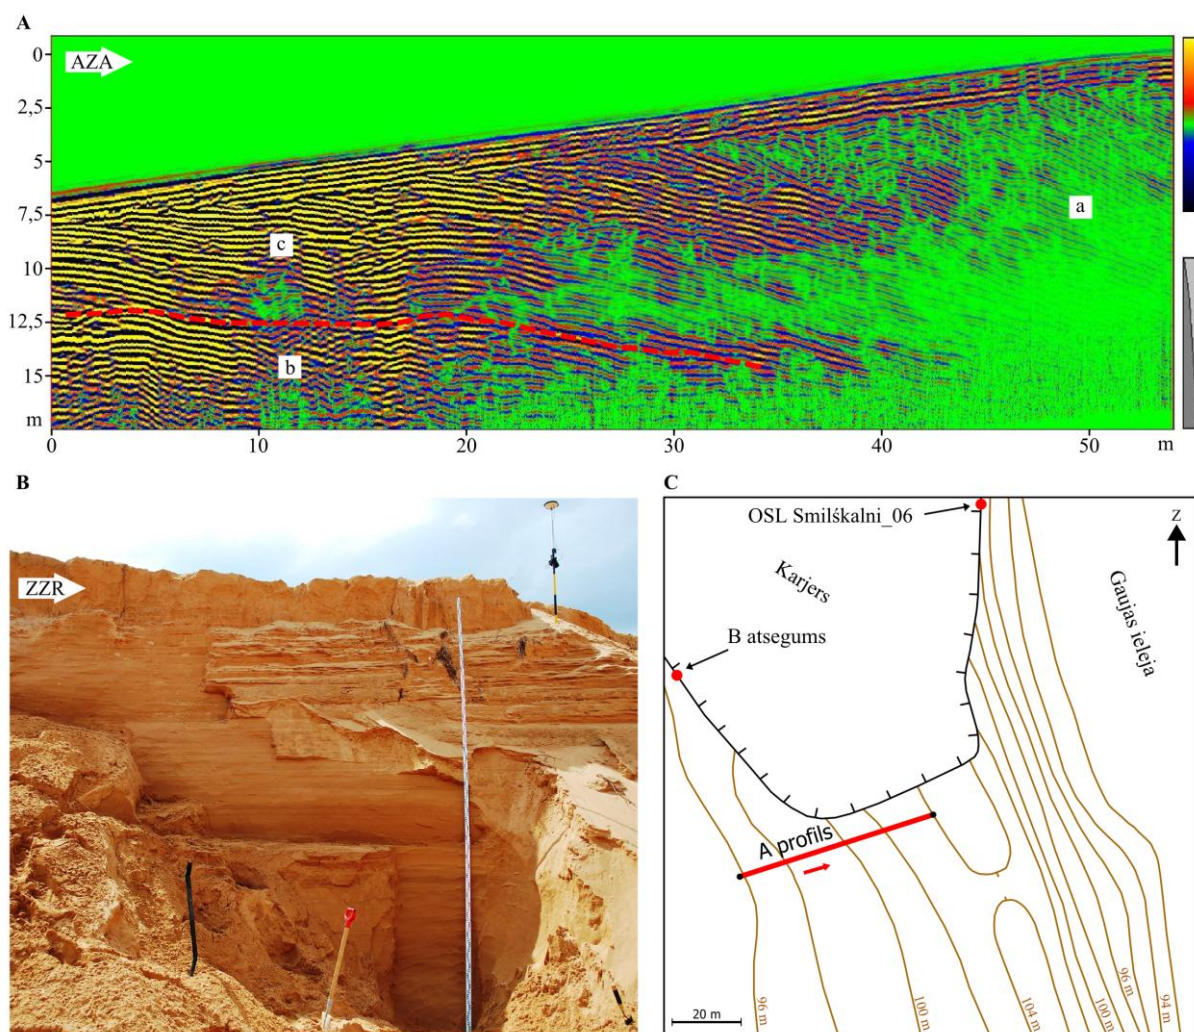 A
AZA
0
2,5
5
7,5
10
12,5
15
m
a
c
b
0
10
20
30
40
50
m
B
ZZR
C
OSL Smilškalni_06
Z
Karjers
Gaujas ieleja
B atsegums
A profils
20 m
96 m
100 m
104 m
100 m
96 m
94 m